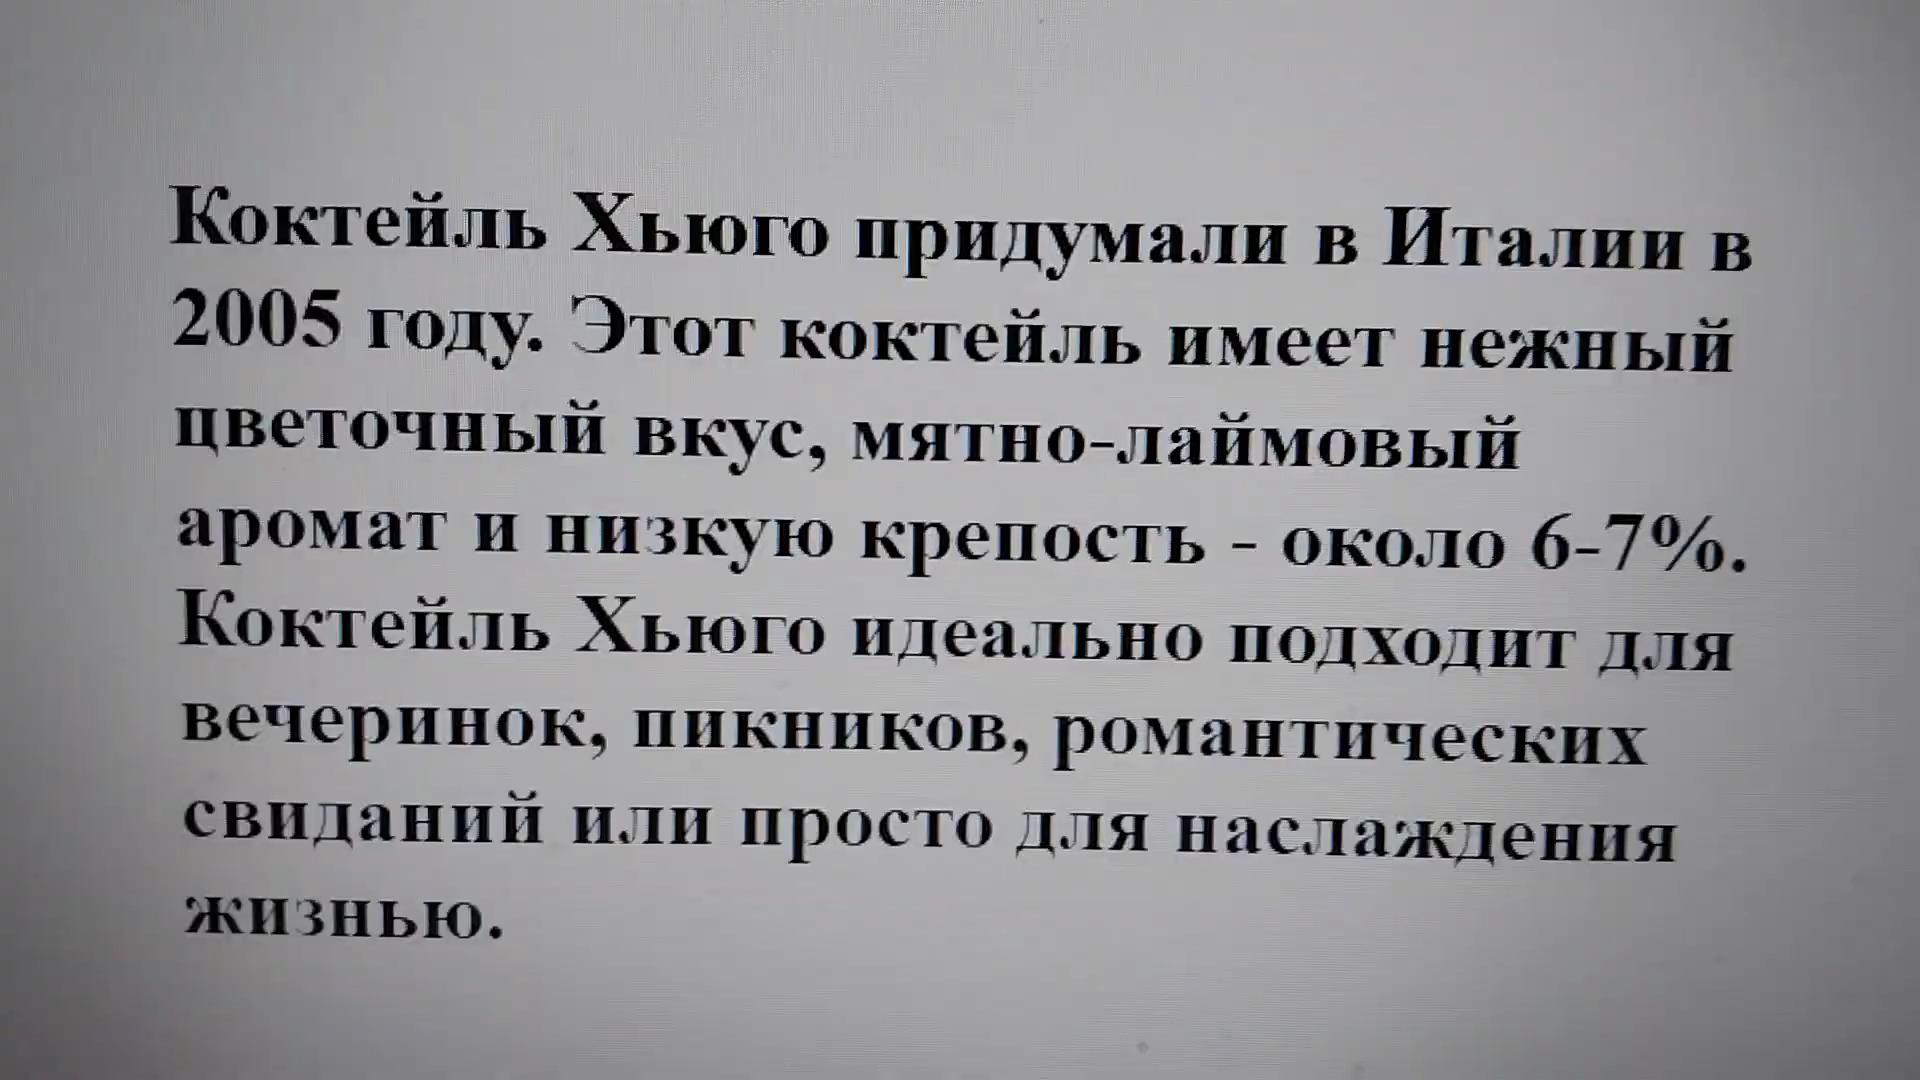 Коктейль Хьюго придумали в Италии в
2005 году. Этот коктейль имеет нежный
цветочный вкус, мятно-лаймовый
аромат и низкую крепость - около 6-7%.
Коктейль Хьюго идеально подходит для
вечеринок, пикников, романтических
свиданий или просто для наслаждения
жизнью.